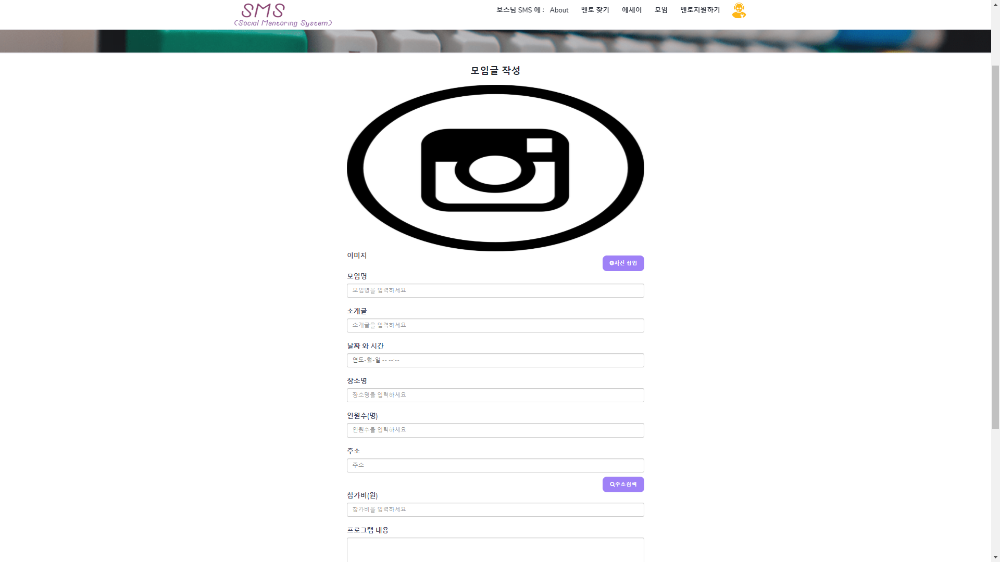 SMS
(Social Mentoring System)
보스님 SMS 에 About 멘토 찾기 에세이 모임 멘토지원하기
모임글 작성
이미지
사진 삽입
모임명
모임명을 입력하세요
소개글
소개글을 입력하세요
날짜 와 시간
연도-월-일 -- --:--
장소명
장소명을 입력하세요
인원수(명)
인원수을 입력하세요
주소
주소
주소검색
참가비(원)
참가비을 입력하세요
프로그램 내용